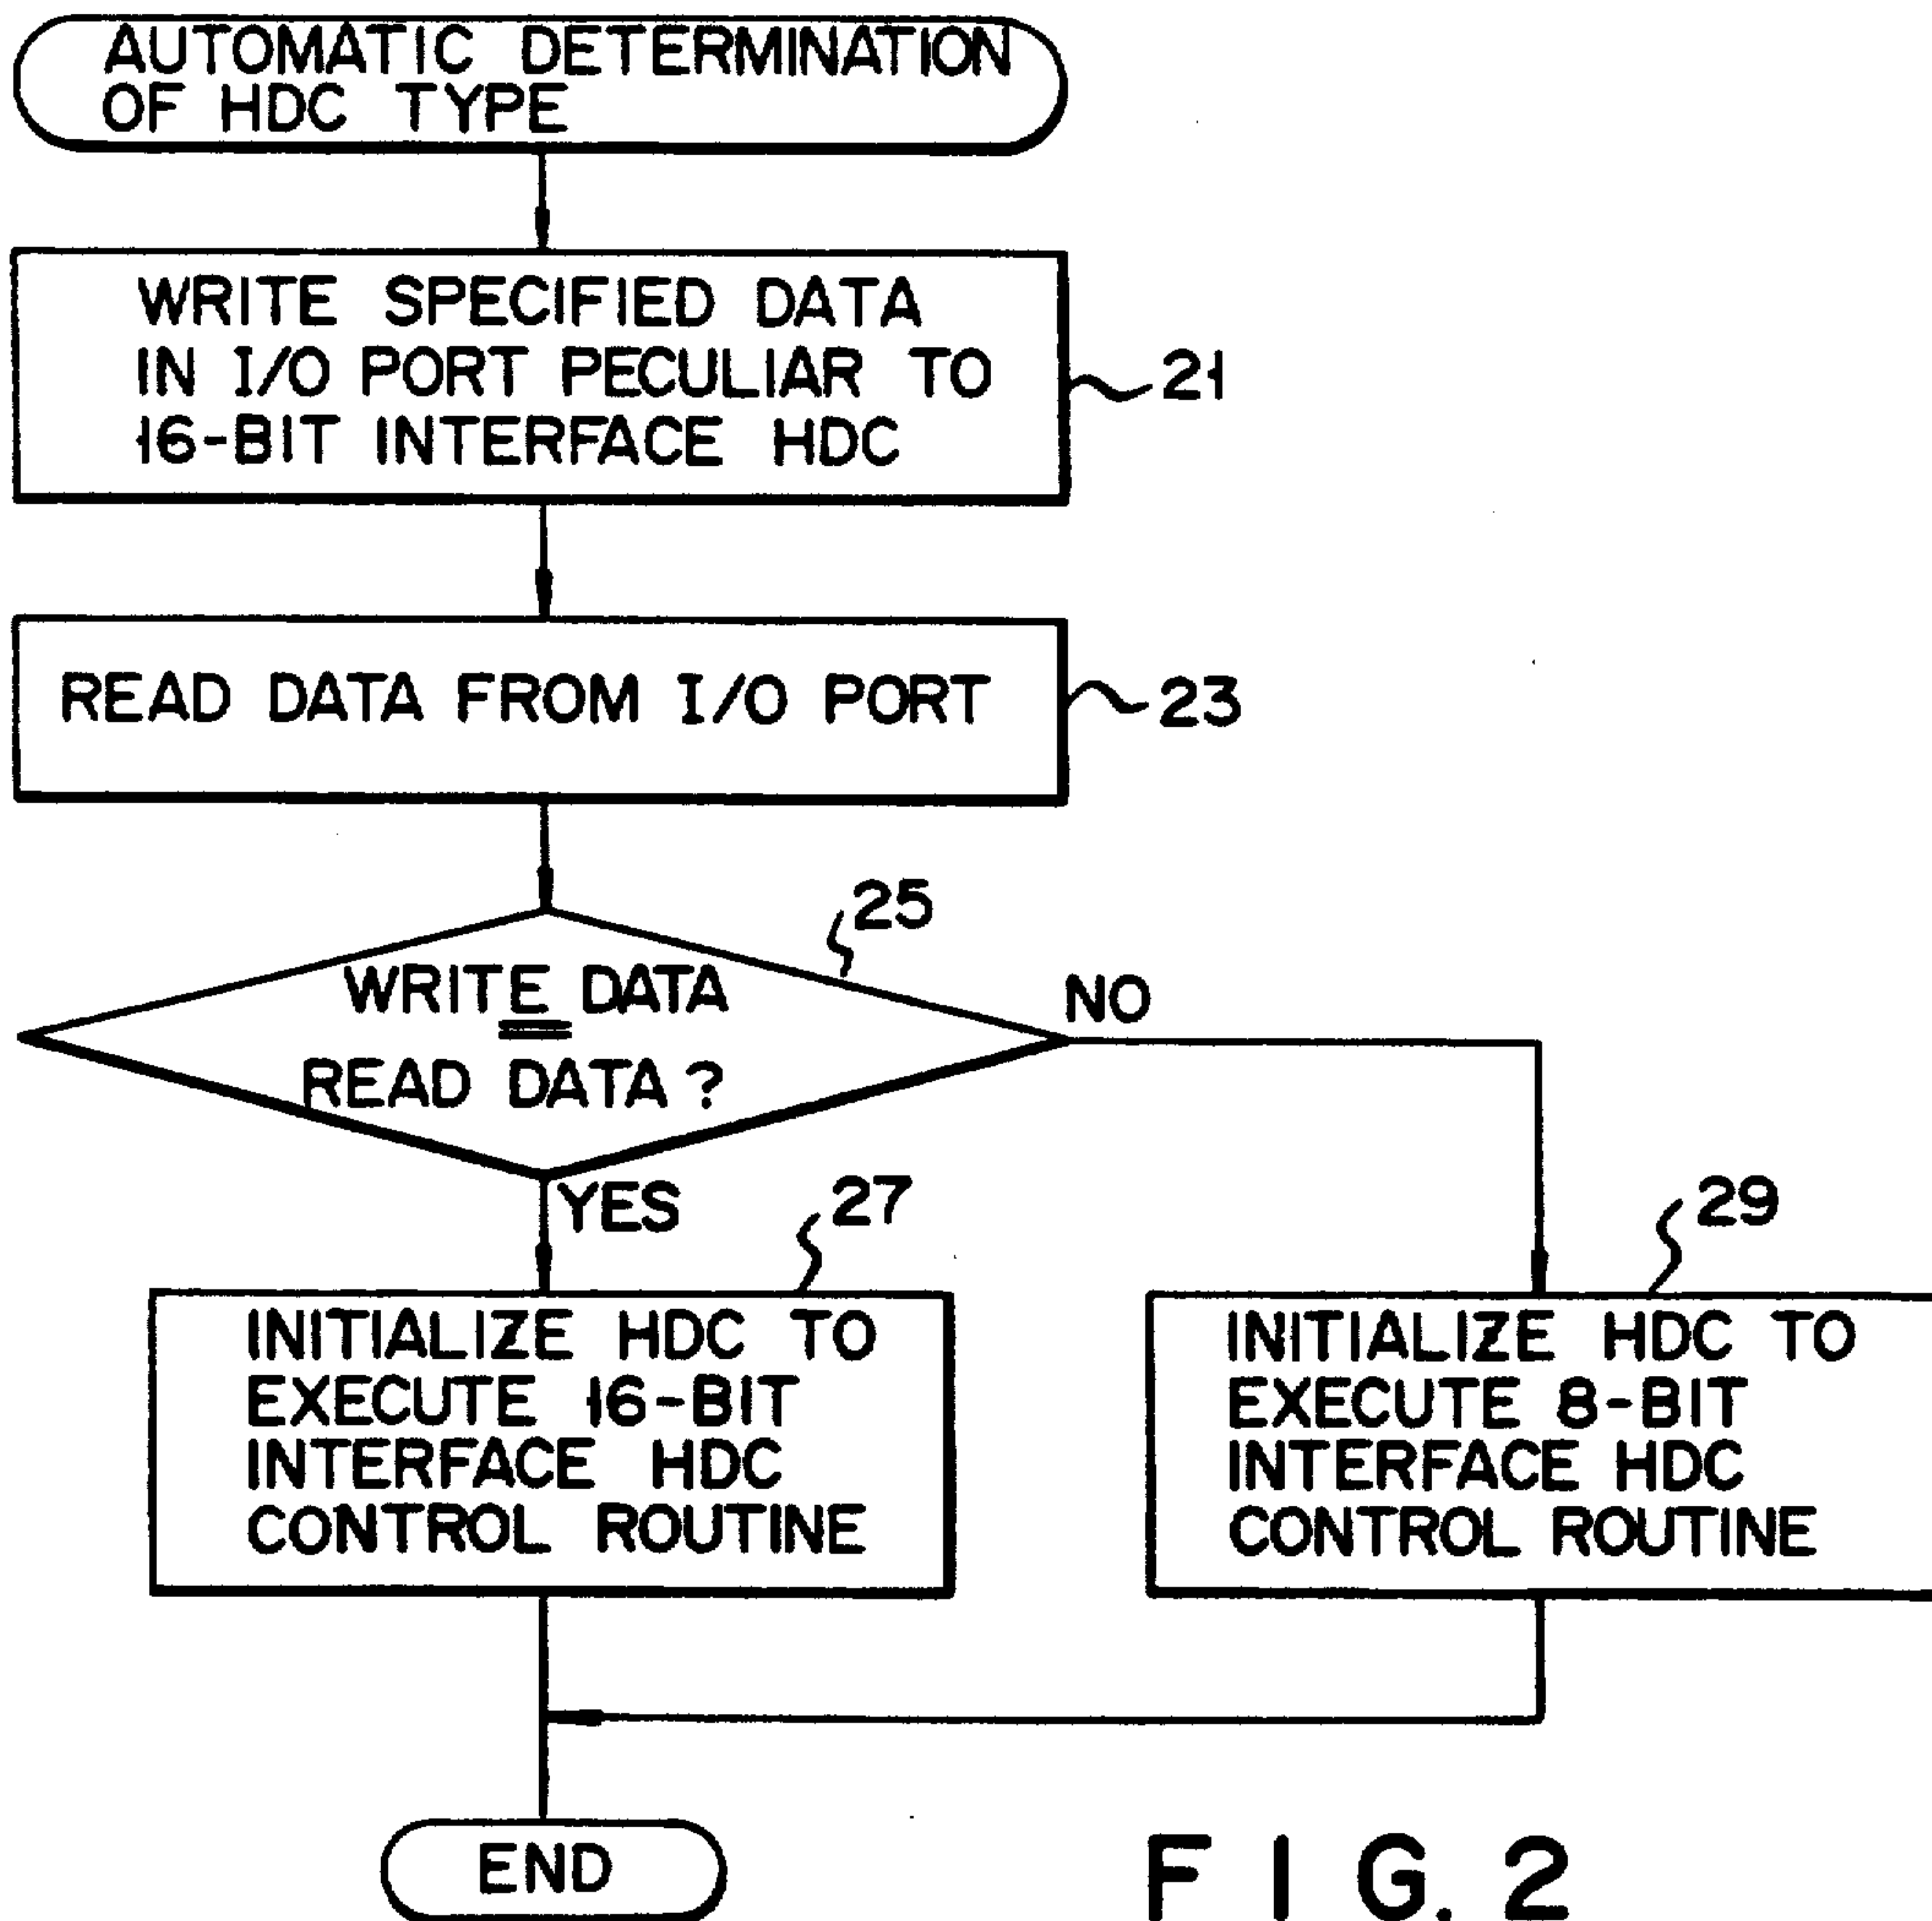 AUTOMATIC DETERMINATION
OF HDC TYPE
WRITE SPECIFIED DATA
IN I/O PORT PECULIAR TO
16-BIT INTERFACE HDC
21
READ DATA FROM I/O PORT
23
25
WRITE DATA
=
READ DATA ?
NO
YES
27
INITIALIZE HDC TO
EXECUTE 16-BIT
INTERFACE HDC
CONTROL ROUTINE
29
INITIALIZE HDC TO
EXECUTE 8-BIT
INTERFACE HDC
CONTROL ROUTINE
END
FIG. 2